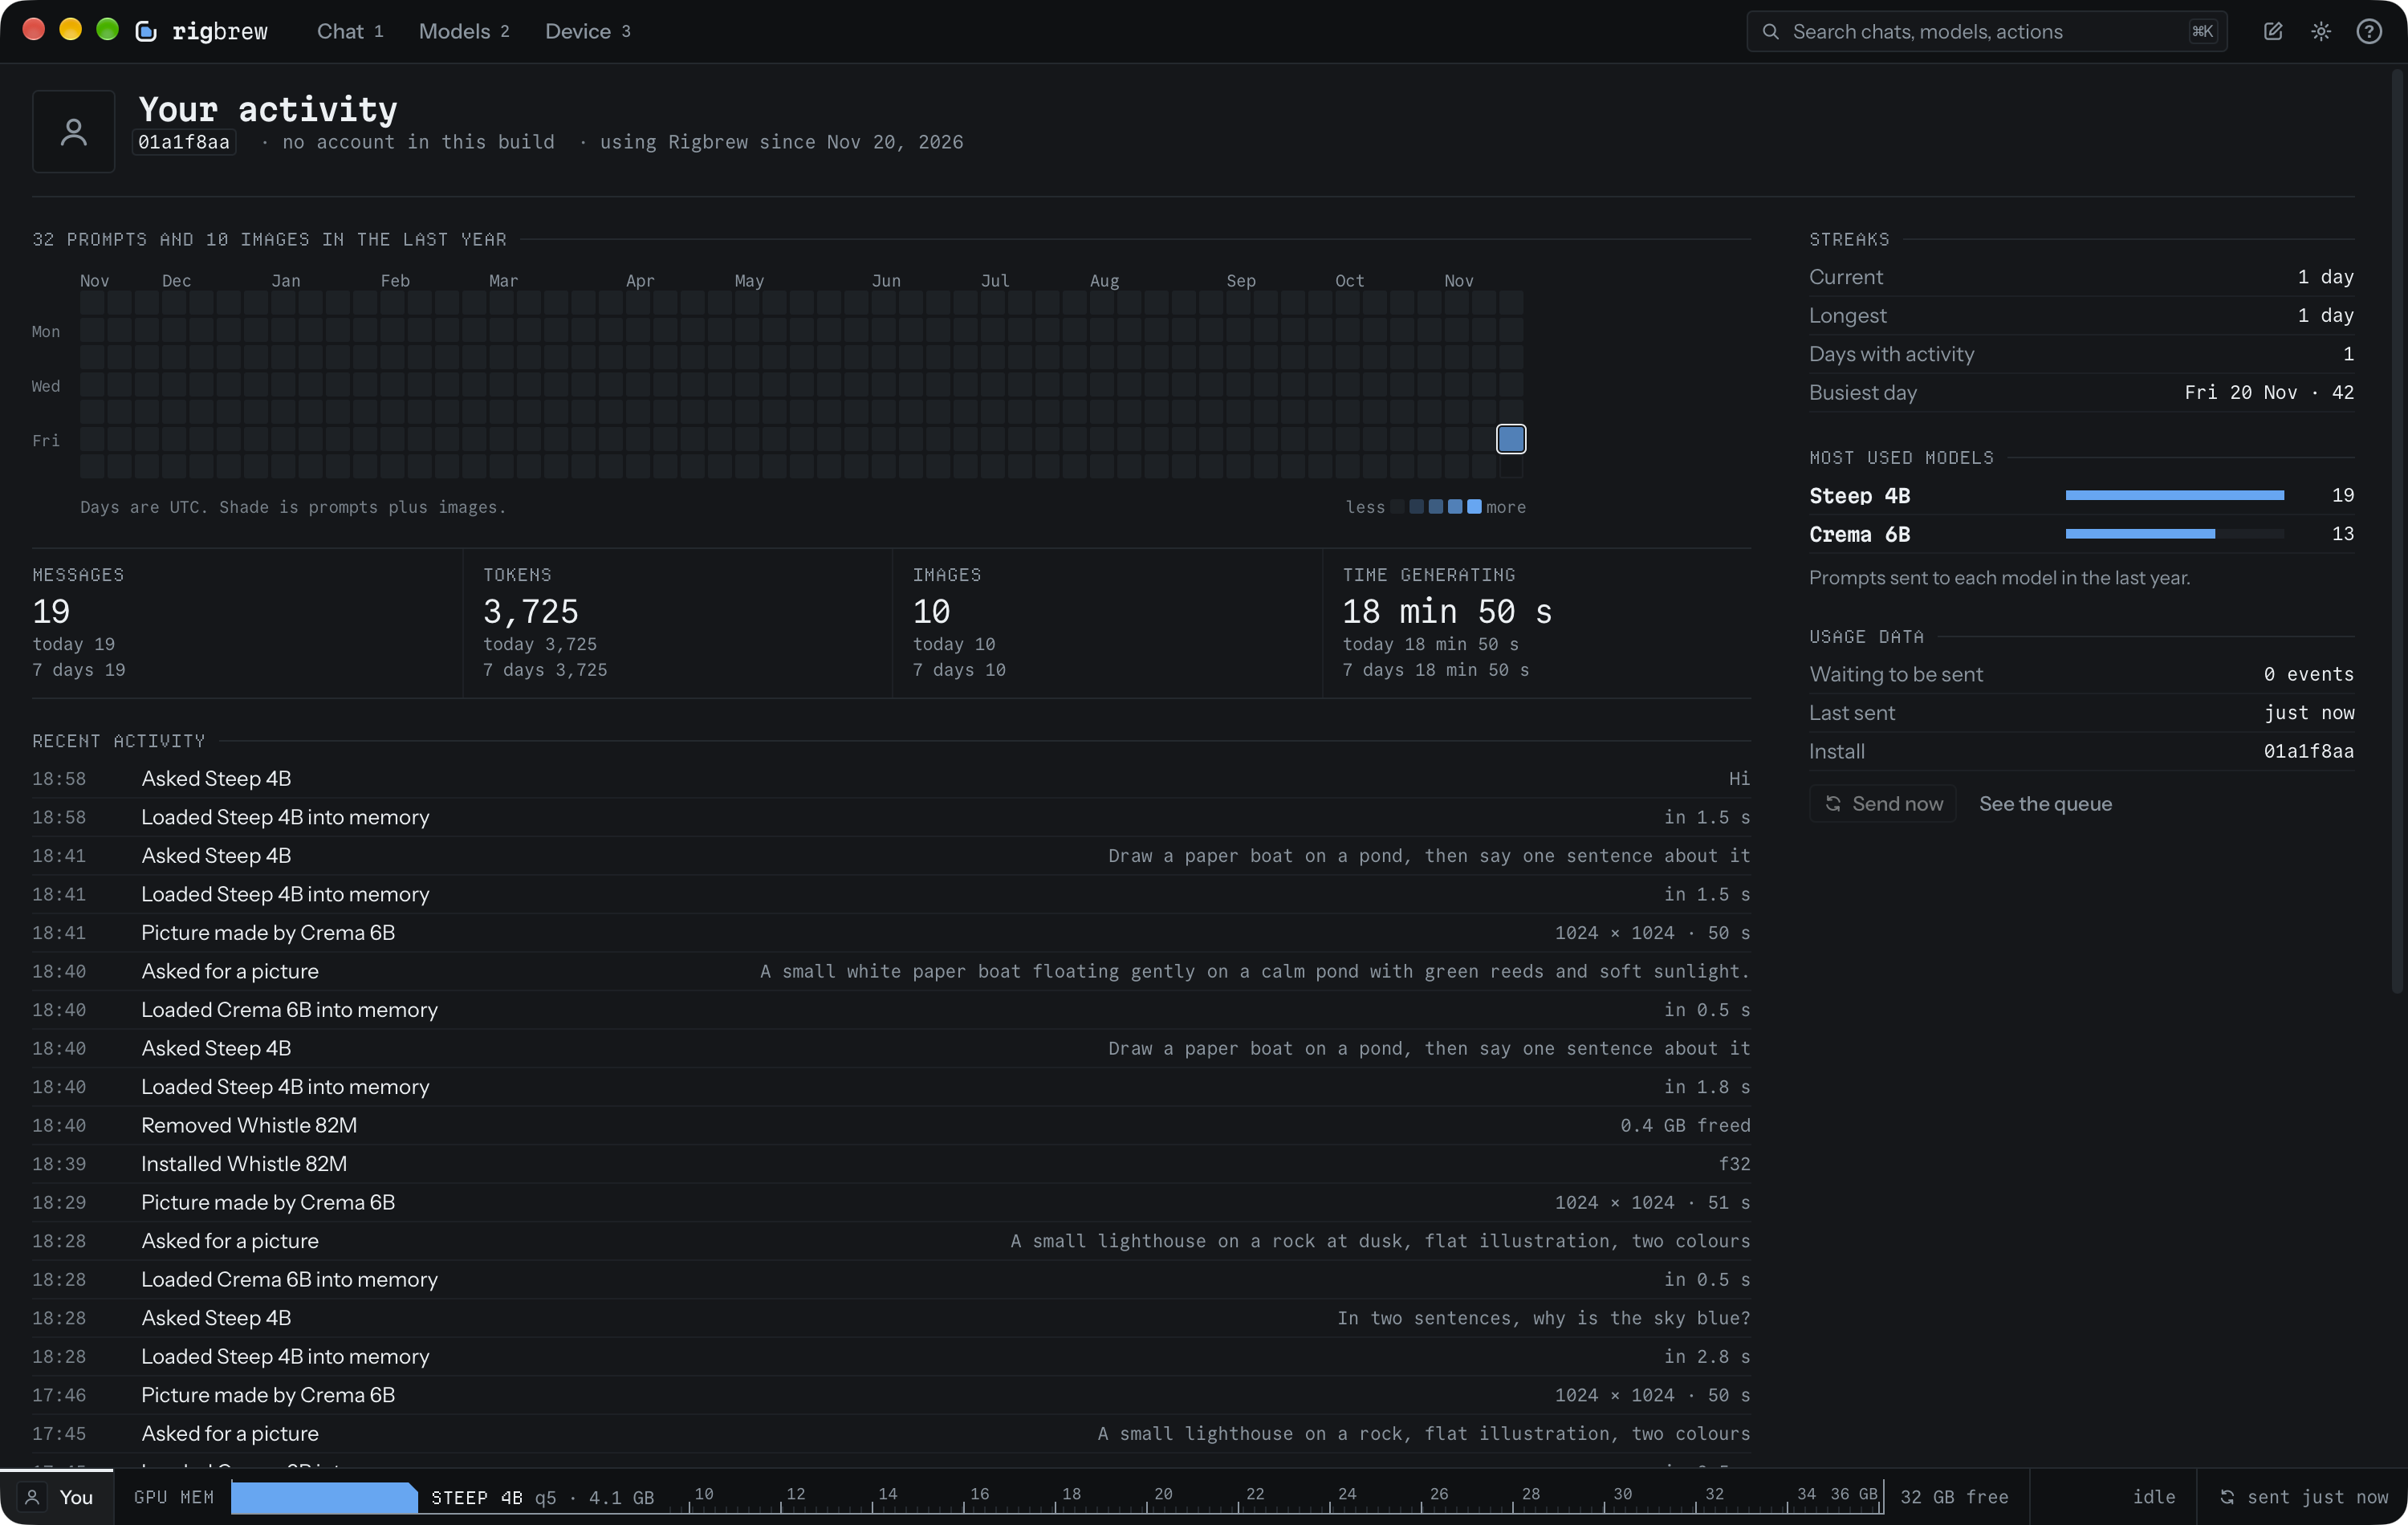 rigbrew Chat 1 Models 2 Device 3 Search chats, models, actions ⌘K
Your activity
01a1f8aa · no account in this build · using Rigbrew since Nov 20, 2026
32 PROMPTS AND 10 IMAGES IN THE LAST YEAR
Nov Dec Jan Feb Mar Apr May Jun Jul Aug Sep Oct Nov
Mon
Wed
Fri
Days are UTC. Shade is prompts plus images. less more
MESSAGES
19
today 19
7 days 19
TOKENS
3,725
today 3,725
7 days 3,725
IMAGES
10
today 10
7 days 10
TIME GENERATING
18 min 50 s
today 18 min 50 s
7 days 18 min 50 s
RECENT ACTIVITY
18:58 Asked Steep 4B Hi
18:58 Loaded Steep 4B into memory in 1.5 s
18:41 Asked Steep 4B Draw a paper boat on a pond, then say one sentence about it
18:41 Loaded Steep 4B into memory in 1.5 s
18:41 Picture made by Crema 6B 1024 × 1024 · 50 s
18:40 Asked for a picture A small white paper boat floating gently on a calm pond with green reeds and soft sunlight.
18:40 Loaded Crema 6B into memory in 0.5 s
18:40 Asked Steep 4B Draw a paper boat on a pond, then say one sentence about it
18:40 Loaded Steep 4B into memory in 1.8 s
18:40 Removed Whistle 82M 0.4 GB freed
18:39 Installed Whistle 82M f32
18:29 Picture made by Crema 6B 1024 × 1024 · 51 s
18:28 Asked for a picture A small lighthouse on a rock at dusk, flat illustration, two colours
18:28 Loaded Crema 6B into memory in 0.5 s
18:28 Asked Steep 4B In two sentences, why is the sky blue?
18:28 Loaded Steep 4B into memory in 2.8 s
17:46 Picture made by Crema 6B 1024 × 1024 · 50 s
17:45 Asked for a picture A small lighthouse on a rock, flat illustration, two colours
STREAKS
Current 1 day
Longest 1 day
Days with activity 1
Busiest day Fri 20 Nov · 42
MOST USED MODELS
Steep 4B 19
Crema 6B 13
Prompts sent to each model in the last year.
USAGE DATA
Waiting to be sent 0 events
Last sent just now
Install 01a1f8aa
Send now See the queue
You GPU MEM STEEP 4B q5 · 4.1 GB 10 12 14 16 18 20 22 24 26 28 30 32 34 36 GB 32 GB free idle sent just now